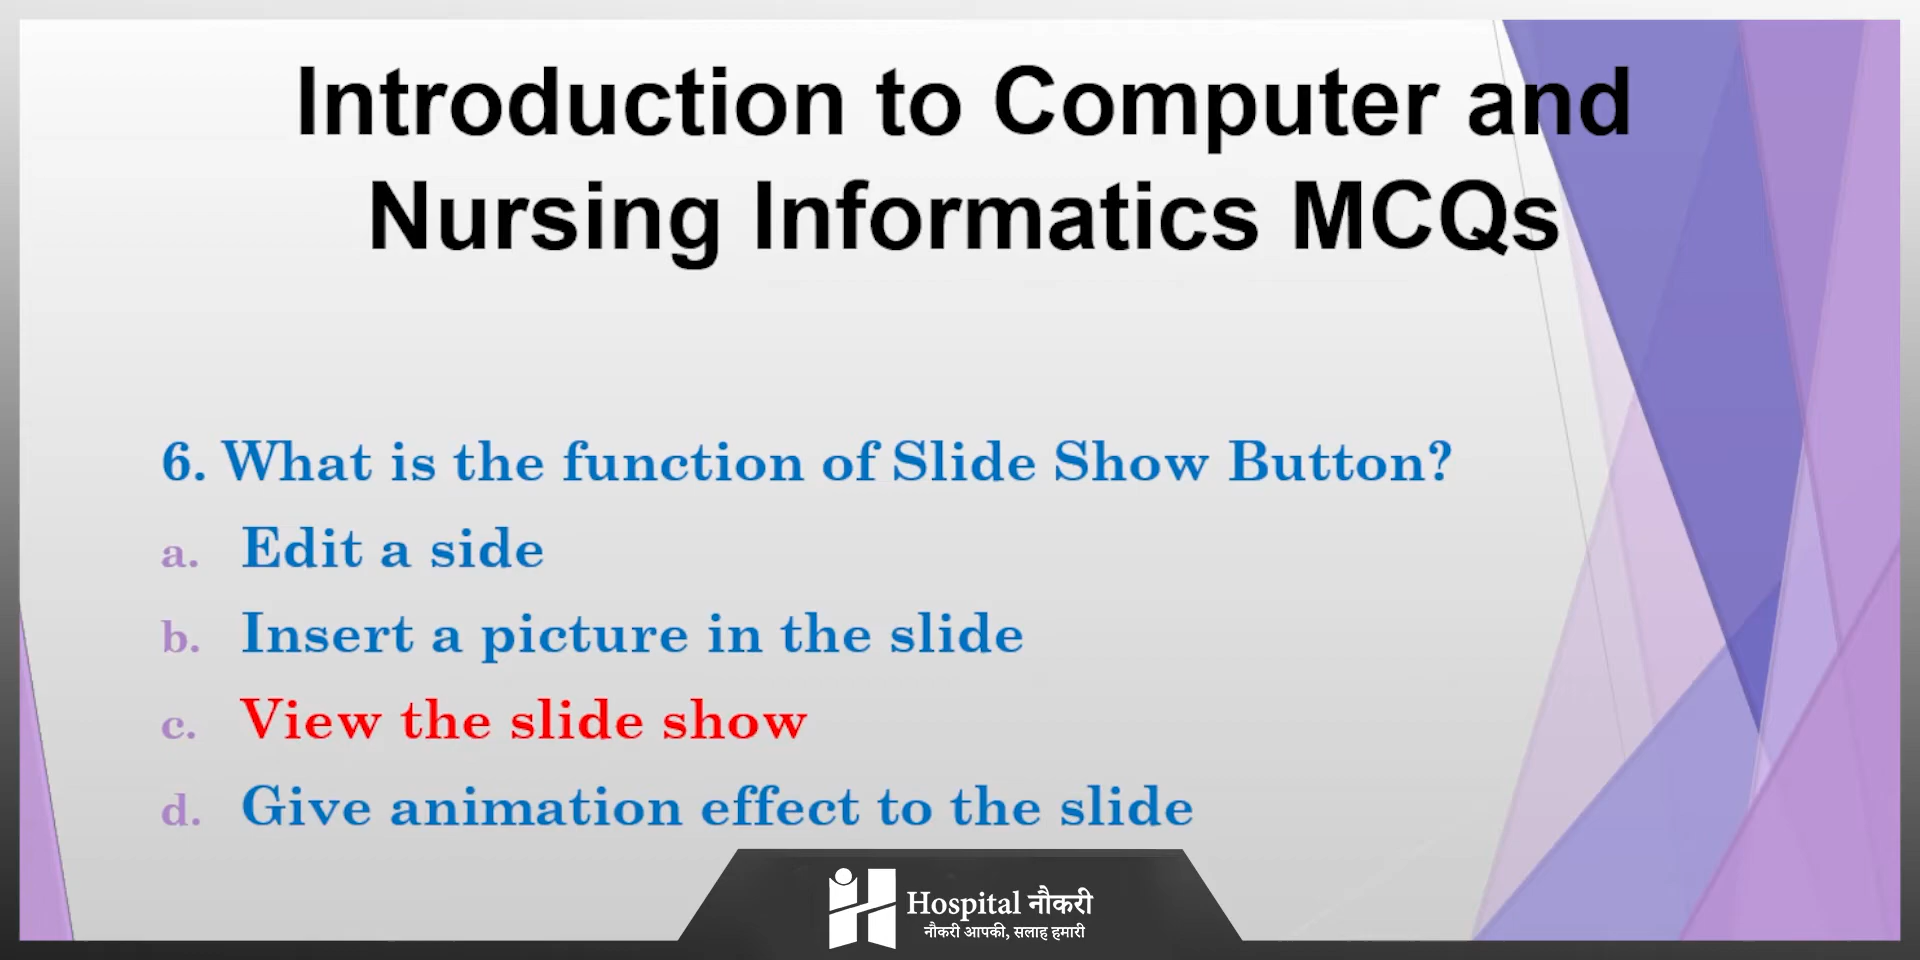 Introduction to Computer and
Nursing Informatics MCQs
6. What is the function of Slide Show Button?
a. Edit a side
b. Insert a picture in the slide
c. View the slide show
d. Give animation effect to the slide
Hospital नौकरी
नौकरी आपकी, सलाह हमारी